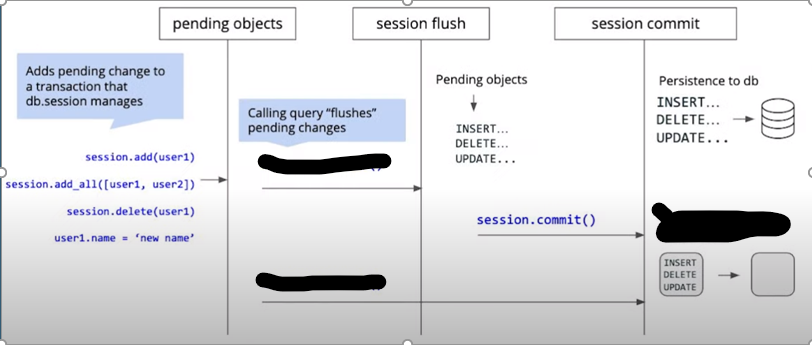 pending objects
session flush
session commit
Adds pending change to
a transaction that
db.session manages
Calling query “flushes”
pending changes
Pending objects
INSERT...
DELETE...
UPDATE...
Persistence to db
INSERT...
DELETE...
UPDATE...
session.add(user1)
session.add_all([user1, user2])
session.delete(user1)
user1.name = ‘new name’
session.commit()
INSERT
DELETE
UPDATE